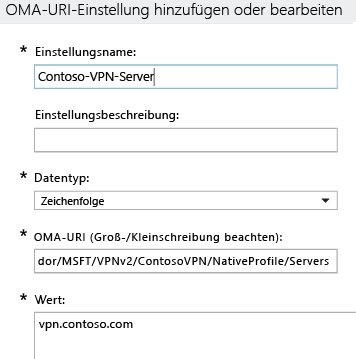 OMA-URI-Einstellung hinzufügen oder bearbeiten
* Einstellungsname:
Contoso-VPN-Server
Einstellungsbeschreibung:
* Datentyp:
Zeichenfolge
* OMA-URI (Groß-/Kleinschreibung beachten):
dor/MSFT/VPNv2/ContosoVPN/NativeProfile/Servers
* Wert:
vpn.contoso.com